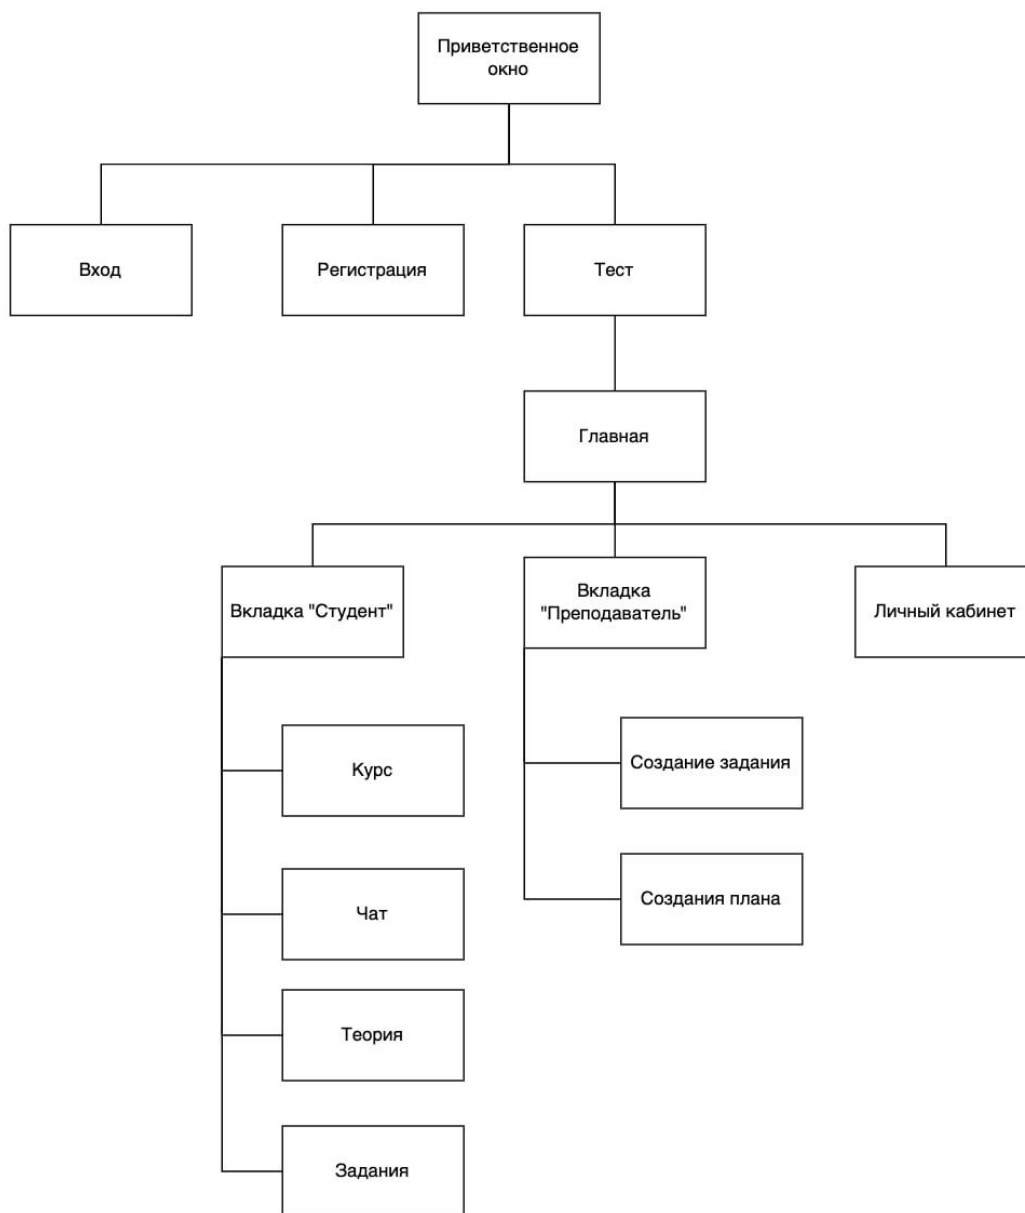 Приветственное
окно
Вход
Регистрация
Тест
Главная
Вкладка "Студент"
Вкладка
"Преподаватель"
Личный кабинет
Курс
Создание задания
Чат
Создания плана
Теория
Задания